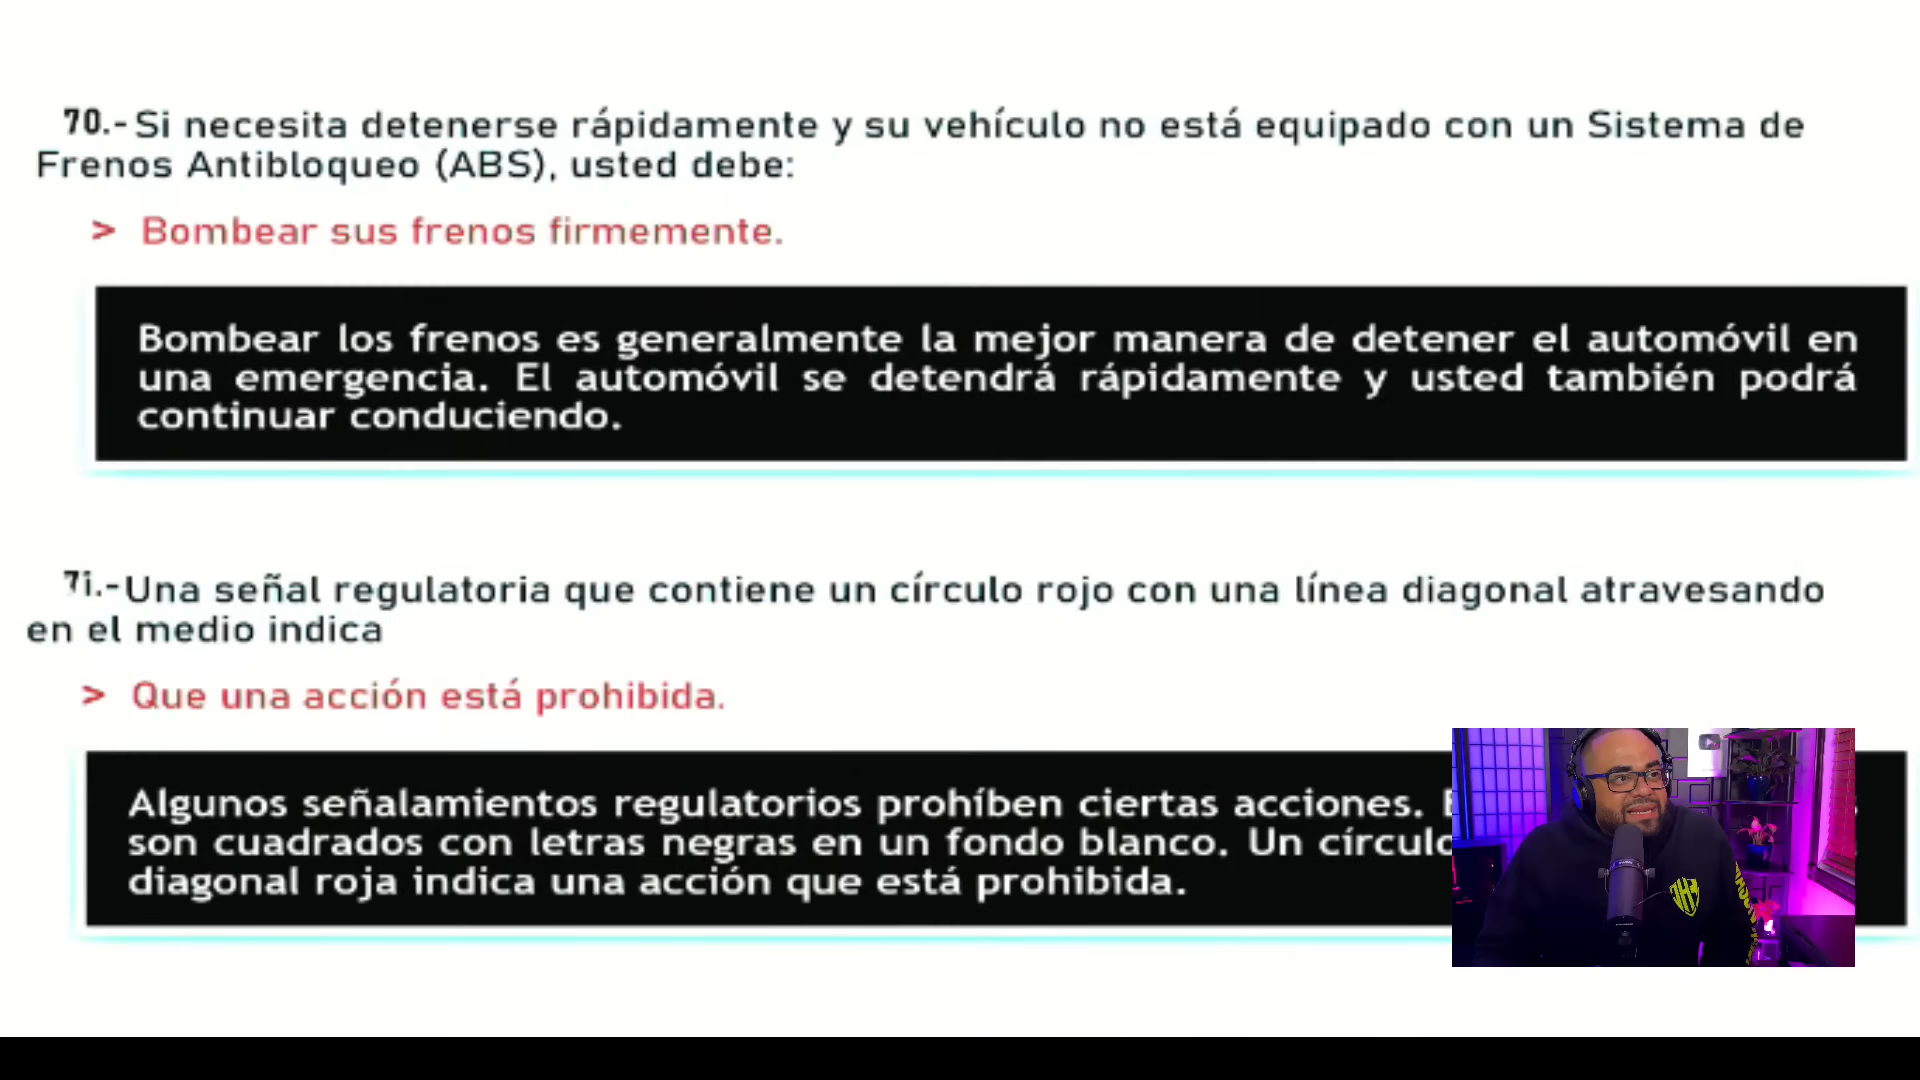 70.-Si necesita detenerse rápidamente y su vehículo no está equipado con un Sistema de
Frenos Antibloqueo (ABS), usted debe:
> Bombear sus frenos firmemente.
Bombear los frenos es generalmente la mejor manera de detener el automóvil en
una emergencia. El automóvil se detendrá rápidamente y usted también podrá
continuar conduciendo.
7i.-Una señal regulatoria que contiene un círculo rojo con una línea diagonal atravesando
en el medio indica
> Que una acción está prohibida.
Algunos señalamientos regulatorios prohíben ciertas acciones.
son cuadrados con letras negras en un fondo blanco. Un círculo
diagonal roja indica una acción que está prohibida.